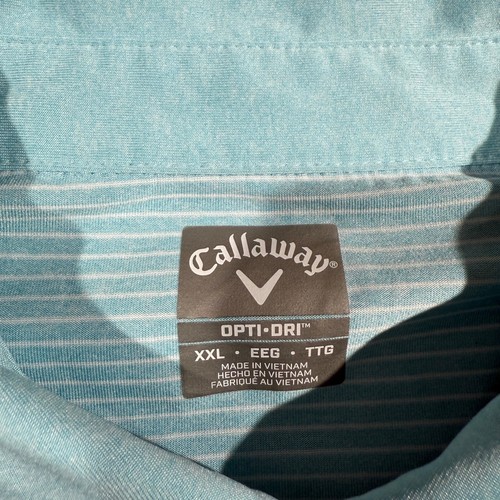 Callaway®
OPTI•DRI™
XXL • EEG • TTG
MADE IN VIETNAM
HECHO EN VIETNAM
FABRIQUÉ AU VIETNAM